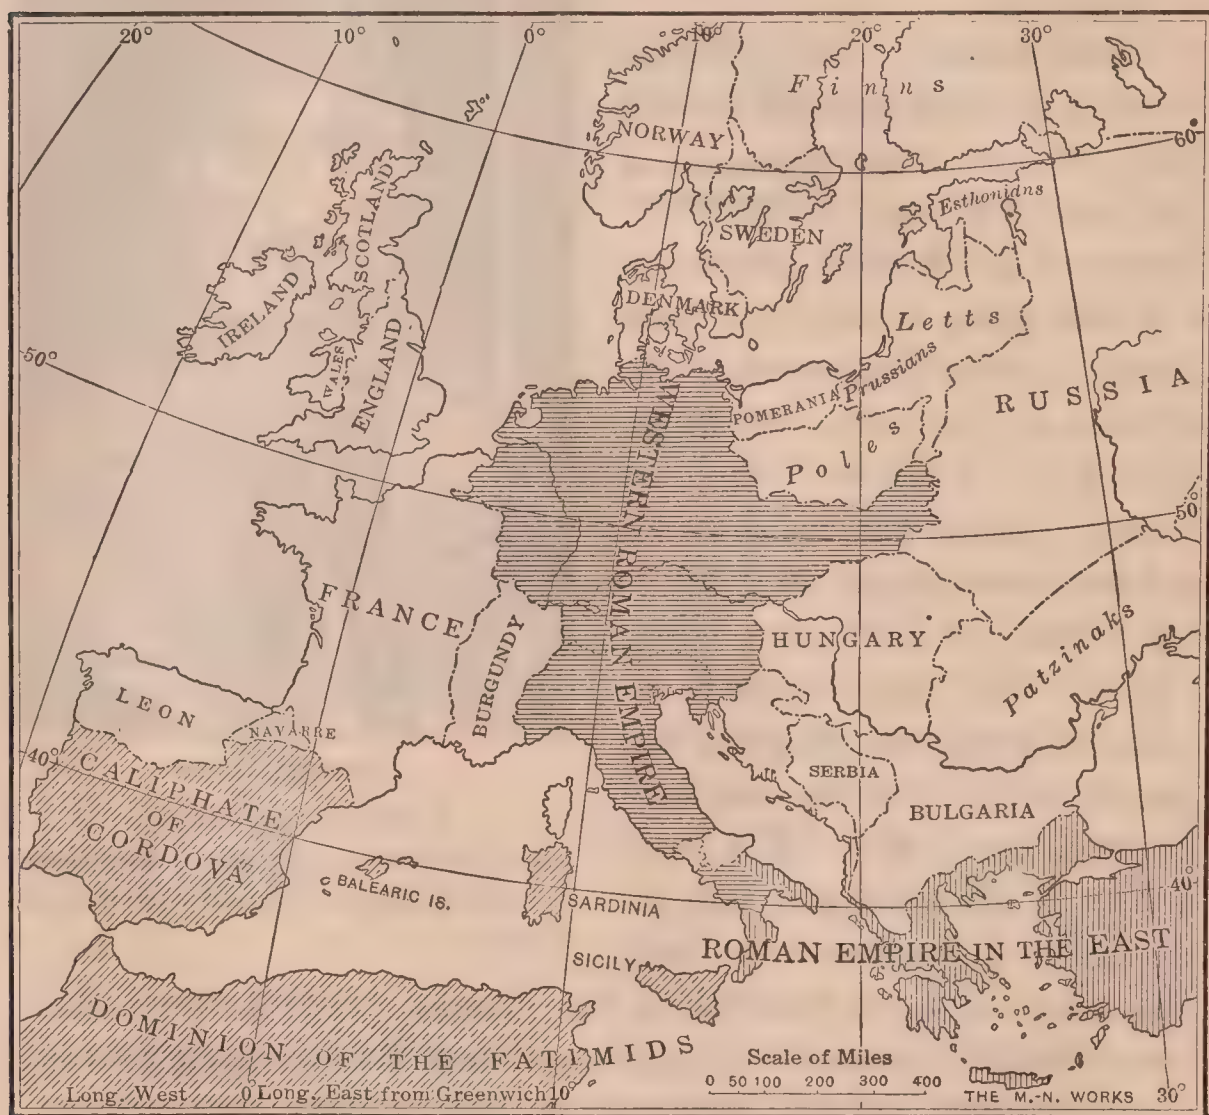 20° 10° 0° 10° 20° 30°
Finns
NORWAY
60°
Esthonians
SCOTLAND
SWEDEN
IRELAND
DENMARK
Letts
50°
WALES
ENGLAND
POMERANIA
Prussians
RUSSIA
WESTERN ROMAN EMPIRE
Poles
50°
FRANCE
BURGUNDY
HUNGARY
Patzinaks
LEON
NAVARRE
40°
CALIPHATE
OF
CORDOVA
SERBIA
BULGARIA
BALEARIC IS.
SARDINIA
40°
ROMAN EMPIRE IN THE EAST
SICILY
DOMINION OF THE FATIMIDS
Scale of Miles
0 50 100 200 300 400
Long. West 0 Long. East from Greenwich 10°
THE M.-N. WORKS
30°